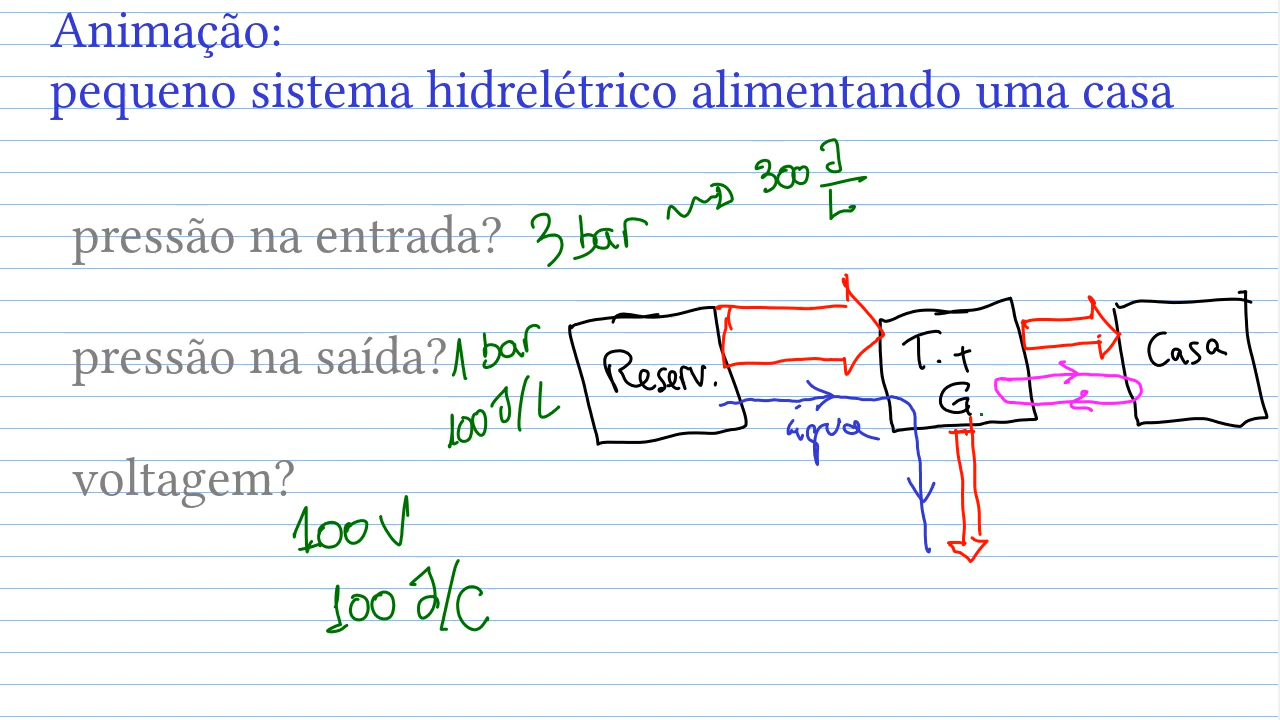 Animação:
pequeno sistema hidrelétrico alimentando uma casa
pressão na entrada? 3 bar 300 J/L
pressão na saída? 1 bar
100 J/L
voltagem?
100 V
100 J/C
Reserv.
água
T. +
G.
Casa